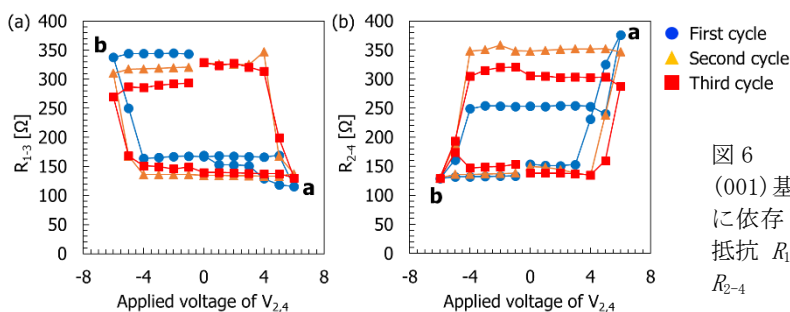 (a)
b
400
350
300
250
200
150
100
50
0
R1-3 [Ω]
a
-8 -4 0 4 8
Applied voltage of V2,4
(b)
a
400
350
300
250
200
150
100
50
0
R2-4 [Ω]
b
-8 -4 0 4 8
Applied voltage of V2,4
First cycle
Second cycle
Third cycle
図 6
(001)基
に依存
抵抗 R1
R2-4